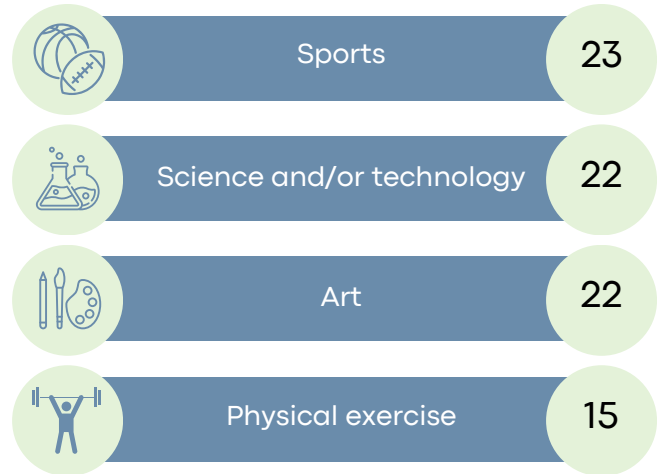 Sports
23
Science and/or technology
22
Art
22
Physical exercise
15